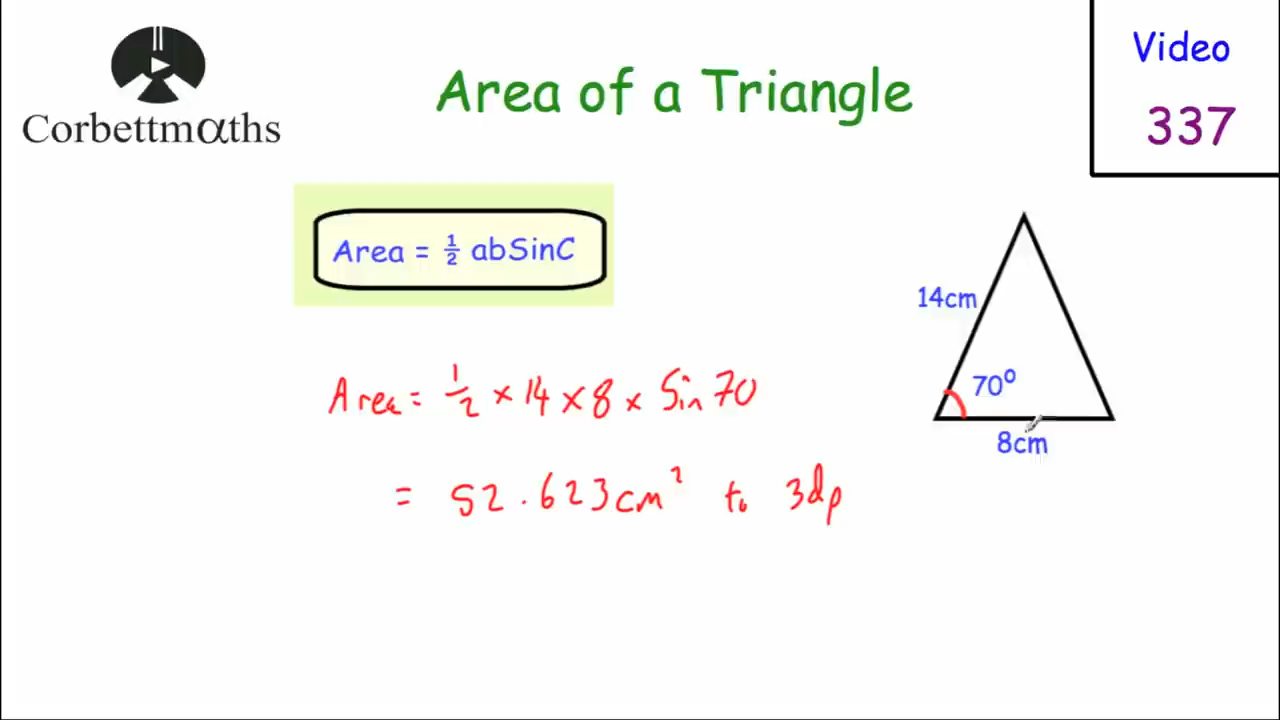 Corbettmαths
Area of a Triangle
Video
337
Area = ½ abSinC
14cm
70º
8cm
Area = ½ × 14 × 8 × Sin 70
= 52.623cm² to 3dp